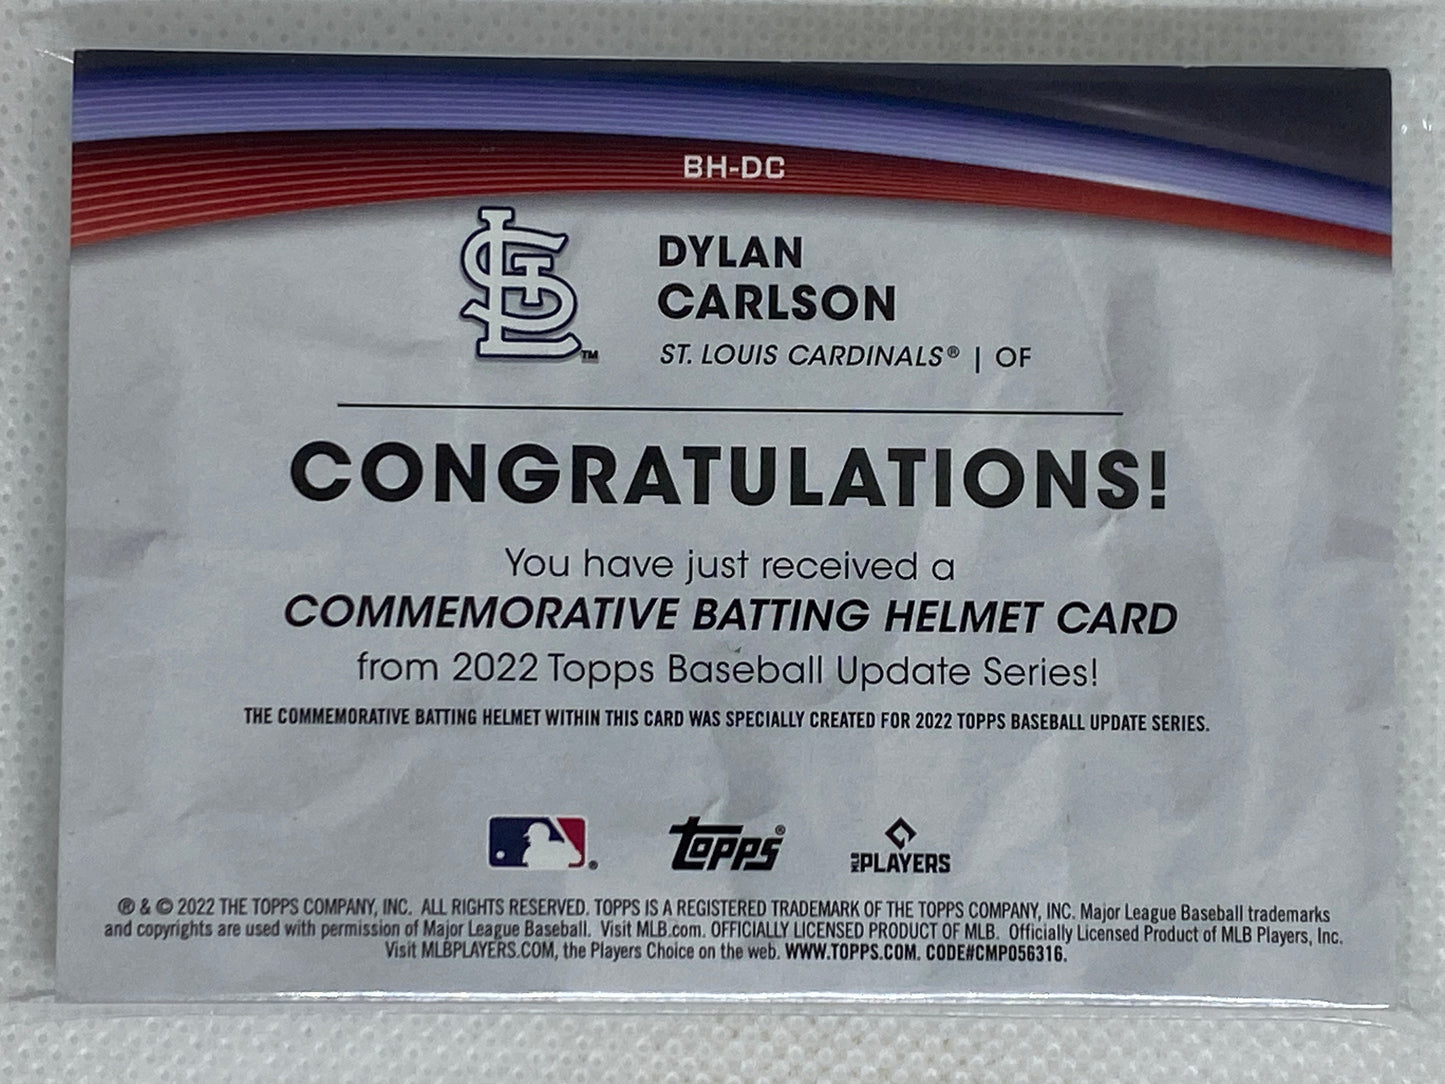 BH-DC
STL
TM
DYLAN
CARLSON
ST. LOUIS CARDINALS® | OF
CONGRATULATIONS!
You have just received a
COMMEMORATIVE BATTING HELMET CARD
from 2022 Topps Baseball Update Series!
THE COMMEMORATIVE BATTING HELMET WITHIN THIS CARD WAS SPECIALLY CREATED FOR 2022 TOPPS BASEBALL UPDATE SERIES.
® topps® MLB PLAYERS
® & © 2022 THE TOPPS COMPANY, INC. ALL RIGHTS RESERVED. TOPPS IS A REGISTERED TRADEMARK OF THE TOPPS COMPANY, INC. Major League Baseball trademarks
and copyrights are used with permission of Major League Baseball. Visit MLB.com. OFFICIALLY LICENSED PRODUCT OF MLB. Officially Licensed Product of MLB Players, Inc.
Visit MLBPLAYERS.COM, the Players Choice on the web. WWW.TOPPS.COM. CODE#CMP056316.